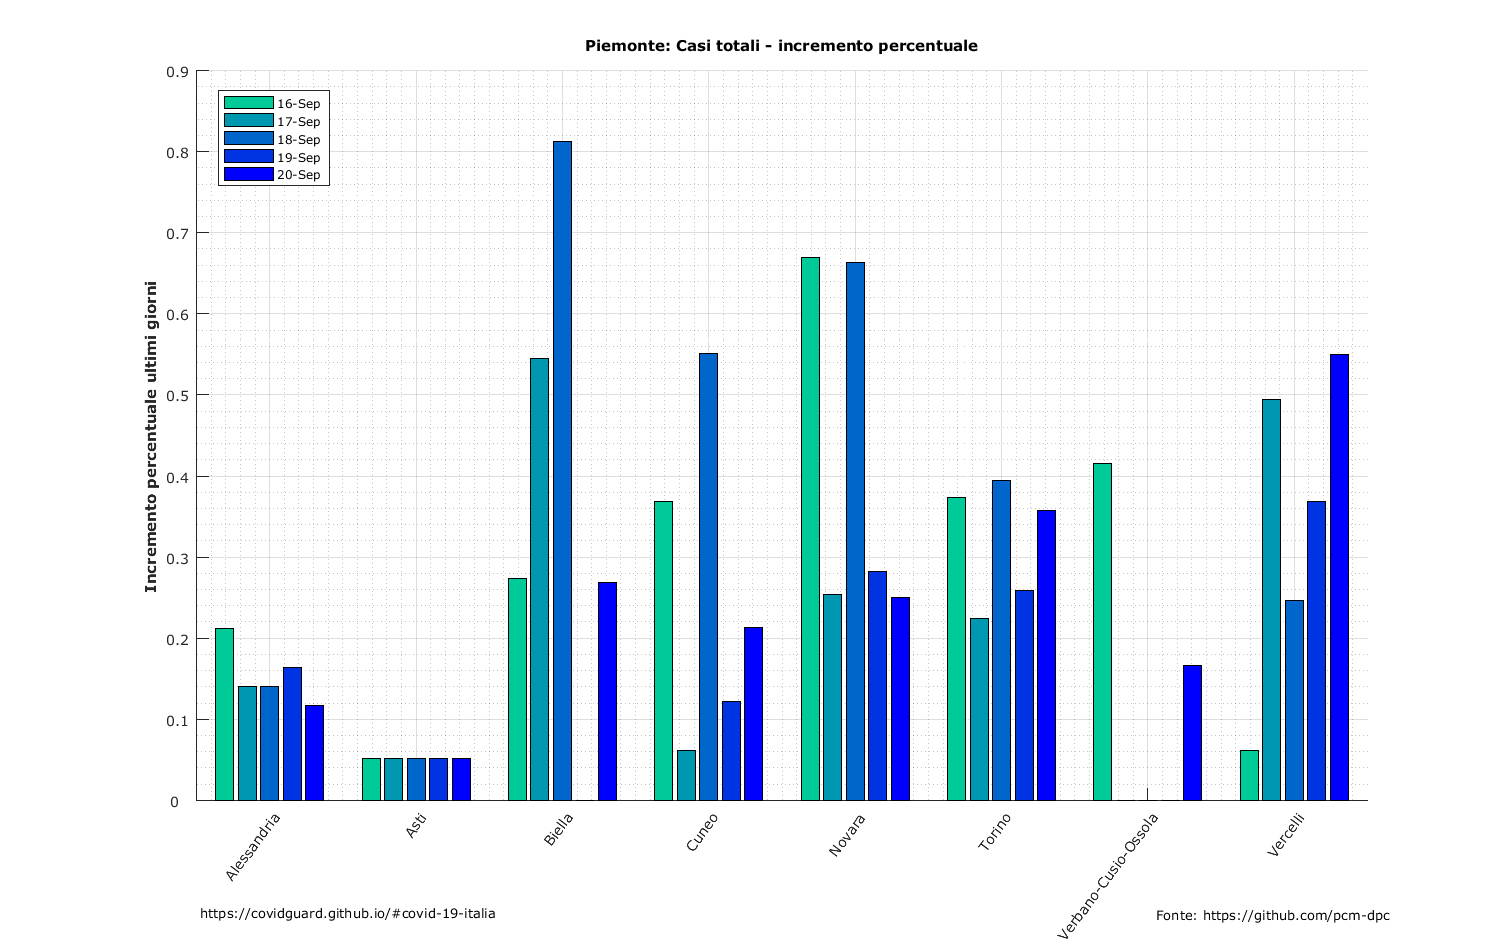 Piemonte: Casi totali - incremento percentuale
0.9
0.8
0.7
0.6
0.5
0.4
0.3
0.2
0.1
0
Incremento percentuale ultimi giorni
16-Sep
17-Sep
18-Sep
19-Sep
20-Sep
Alessandria
Asti
Biella
Cuneo
Novara
Torino
Verbano-Cusio-Ossola
Vercelli
https://covidguard.github.io/#covid-19-italia
Fonte: https://github.com/pcm-dpc